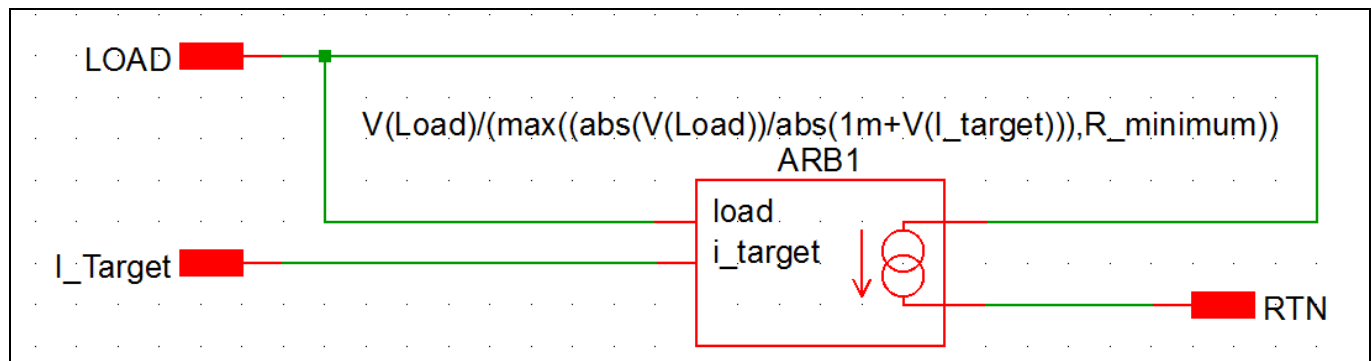 LOAD
V(Load)/(max((abs(V(Load))/abs(1m+V(I_target))),R_minimum))
ARB1
load
i_target
I_Target
RTN